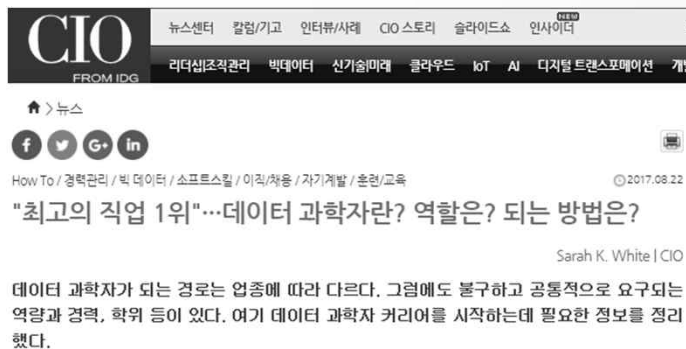 CIO
FROM IDG
뉴스센터 칼럼/기고 인터뷰/사례 CIO 스토리 슬라이드쇼 인사이더 NEW
리더십|조직관리 빅데이터 신기술|미래 클라우드 IoT AI 디지털 트랜스포메이션
> 뉴스
f G+ in
How To / 경력관리 / 빅 데이터 / 소프트스킬 / 이직/채용 / 자기계발 / 훈련/교육 2017.08.22
"최고의 직업 1위"…데이터 과학자란? 역할은? 되는 방법은?
Sarah K. White | CIO
데이터 과학자가 되는 경로는 업종에 따라 다르다. 그럼에도 불구하고 공통적으로 요구되는
역량과 경력, 학위 등이 있다. 여기 데이터 과학자 커리어를 시작하는데 필요한 정보를 정리
했다.